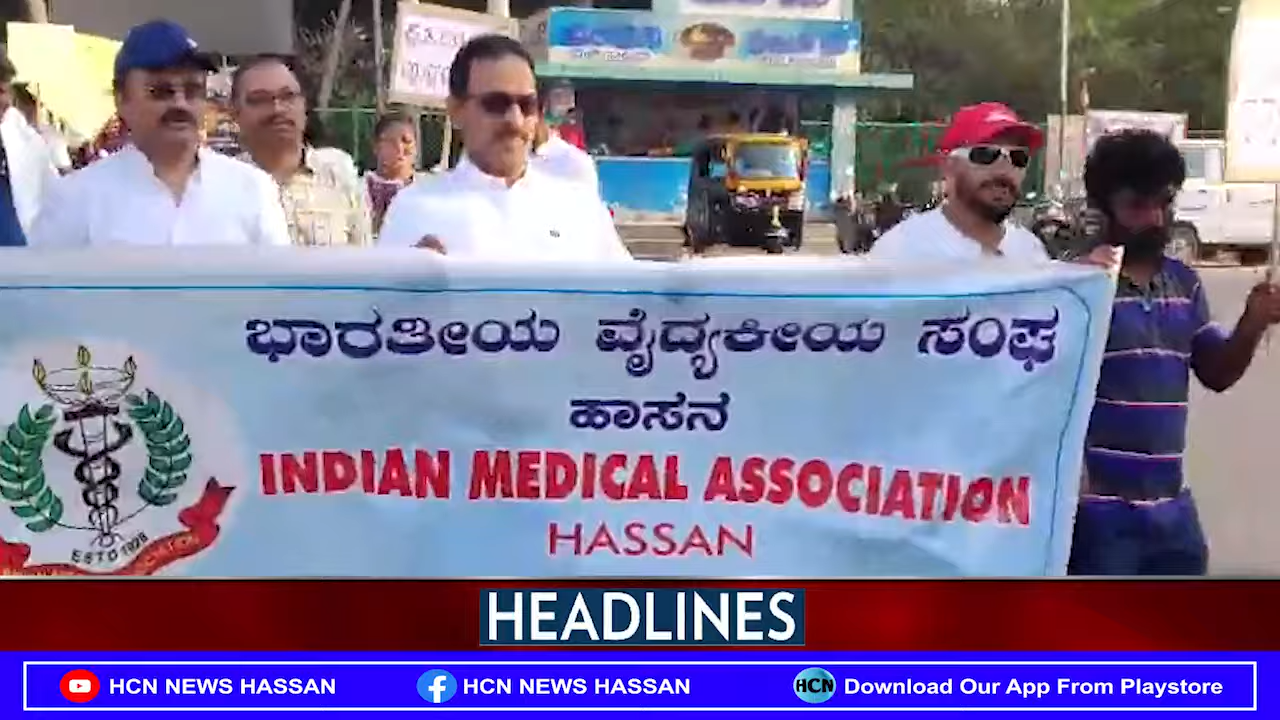 ಭಾರತೀಯ ವೈದ್ಯಕೀಯ ಸಂಘ
ಹಾಸನ
INDIAN MEDICAL ASSOCIATION
HASSAN
ESTD 1928
HEADLINES
HCN NEWS HASSAN
HCN NEWS HASSAN
HCN Download Our App From Playstore